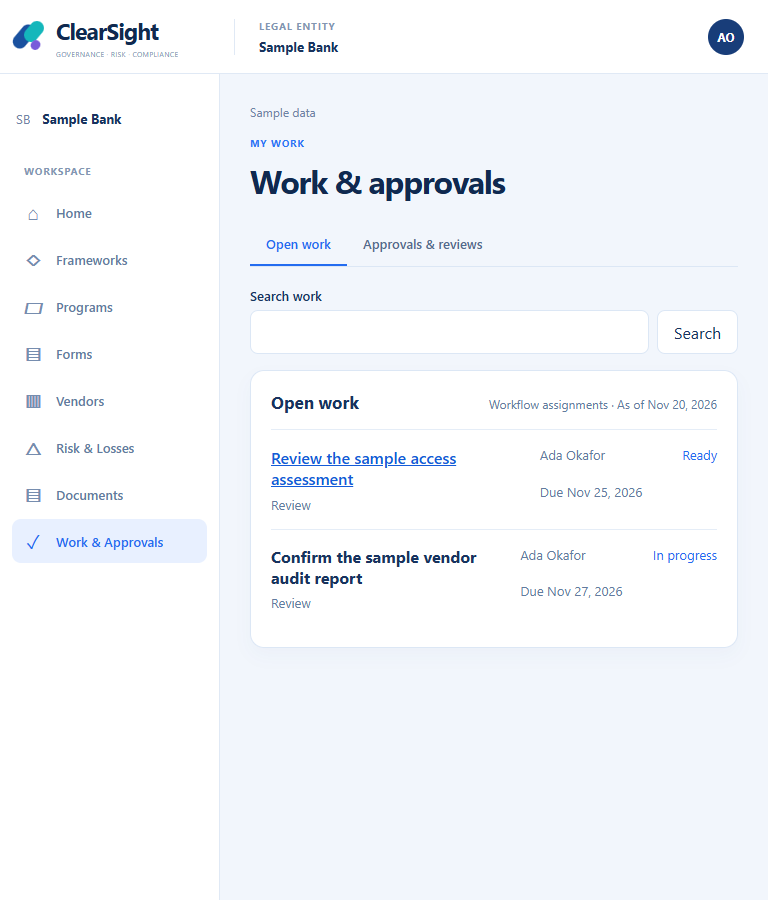 ClearSight
GOVERNANCE · RISK · COMPLIANCE
LEGAL ENTITY
Sample Bank
AO
SB Sample Bank
WORKSPACE
Home
Frameworks
Programs
Forms
Vendors
Risk & Losses
Documents
Work & Approvals
Sample data
MY WORK
Work & approvals
Open work
Approvals & reviews
Search work
Search
Open work
Workflow assignments · As of Nov 20, 2026
Review the sample access
assessment
Review
Ada Okafor
Due Nov 25, 2026
Ready
Confirm the sample vendor
audit report
Review
Ada Okafor
Due Nov 27, 2026
In progress